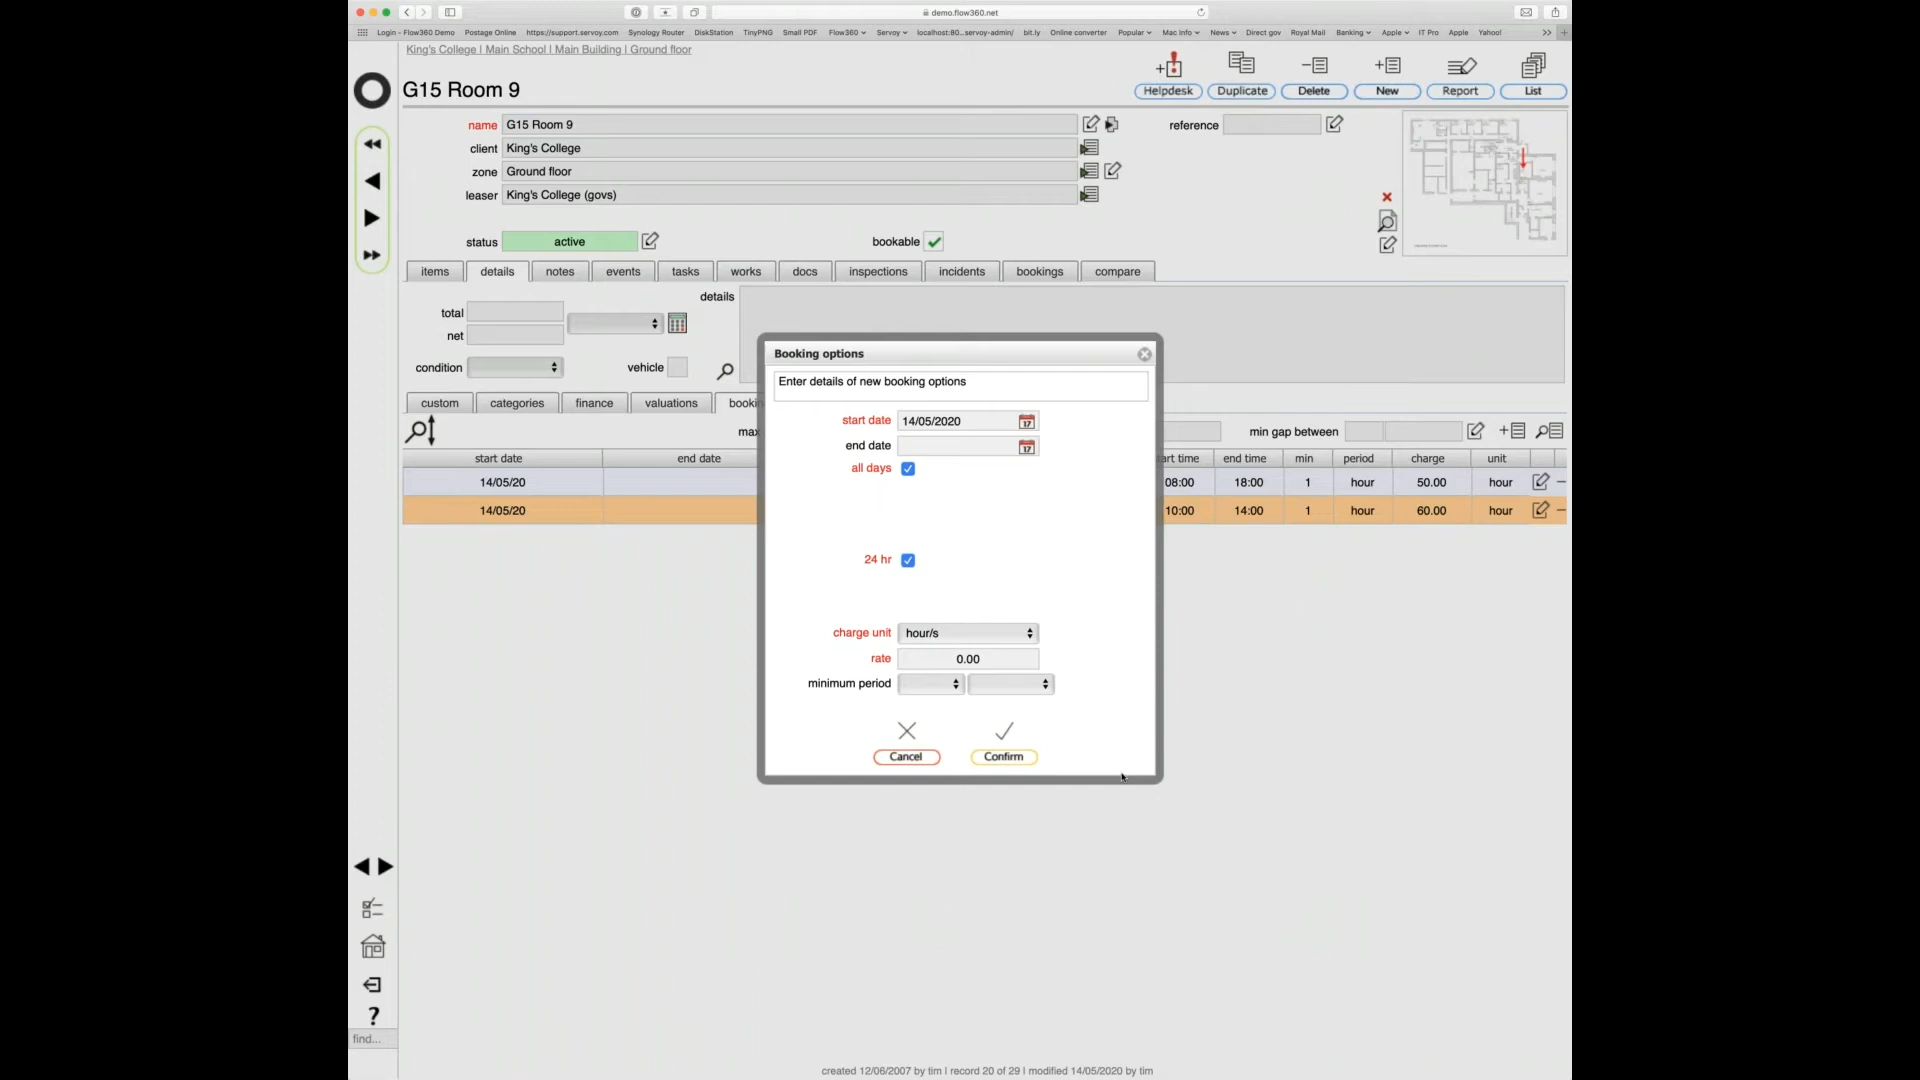 demo.flow360.net
Login - Flow360 Demo Postage Online https://support.servoy.com Synology Router DiskStation TinyPNG Small PDF Flow360 Servoy localhost:80...servoy-admin/ bit.ly Online converter Popular Mac Info News Direct gov Royal Mail Banking Apple IT Pro Apple Yahoo!
King's College | Main School | Main Building | Ground floor
G15 Room 9
Helpdesk Duplicate Delete New Report List
name G15 Room 9 reference
client King's College
zone Ground floor
leaser King's College (govs)
status active bookable
items details notes events tasks works docs inspections incidents bookings compare
total
net
details
condition vehicle
Booking options
Enter details of new booking options
start date 14/05/2020
end date
all days
24 hr
charge unit hour/s
rate 0.00
minimum period
Cancel Confirm
custom categories finance valuations
max min gap between
start date end date end time min period charge unit
14/05/20 08:00 18:00 1 hour 50.00 hour
14/05/20 10:00 14:00 1 hour 60.00 hour
find...
created 12/06/2007 by tim | record 20 of 29 | modified 14/05/2020 by tim